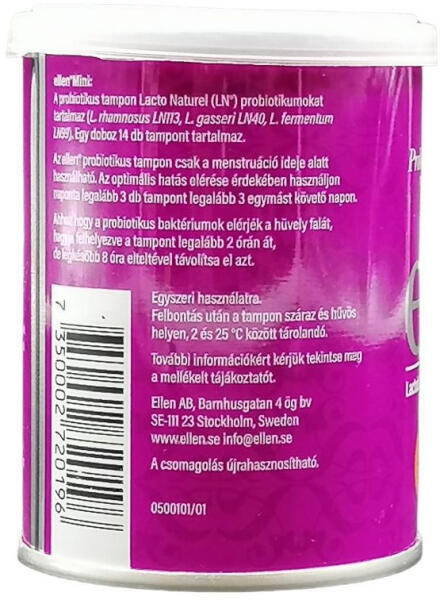 ellen®Mini:
A probiotikus tampon Lacto Naturel (LN®) probiotikumokat
tartalmaz (L. rhamnosus LN113, L. gasseri LN40, L. fermentum
LN99). Egy doboz 14 db tampont tartalmaz.
Az ellen® probiotikus tampon csak a menstruáció ideje alatt
használható. Az optimális hatás elérése érdekében használjon
naponta legalább 3 db tampont legalább 3 egymást követő napon.
Ahhoz hogy a probiotikus baktériumok elérjék a hüvely falát,
hagyja felhelyezve a tampont legalább 2 órán át,
de legkésőbb 8 óra elteltével távolítsa el azt.
Egyszeri használatra.
Felbontás után a tampon száraz és hűvös
helyen, 2 és 25 °C között tárolandó.
További információkért kérjük tekintse meg
a mellékelt tájékoztatót.
Ellen AB, Barnhusgatan 4 ög bv
SE-111 23 Stockholm, Sweden
www.ellen.se info@ellen.se
A csomagolás újrahasznosítható.
0500101/01
7 350002 720196